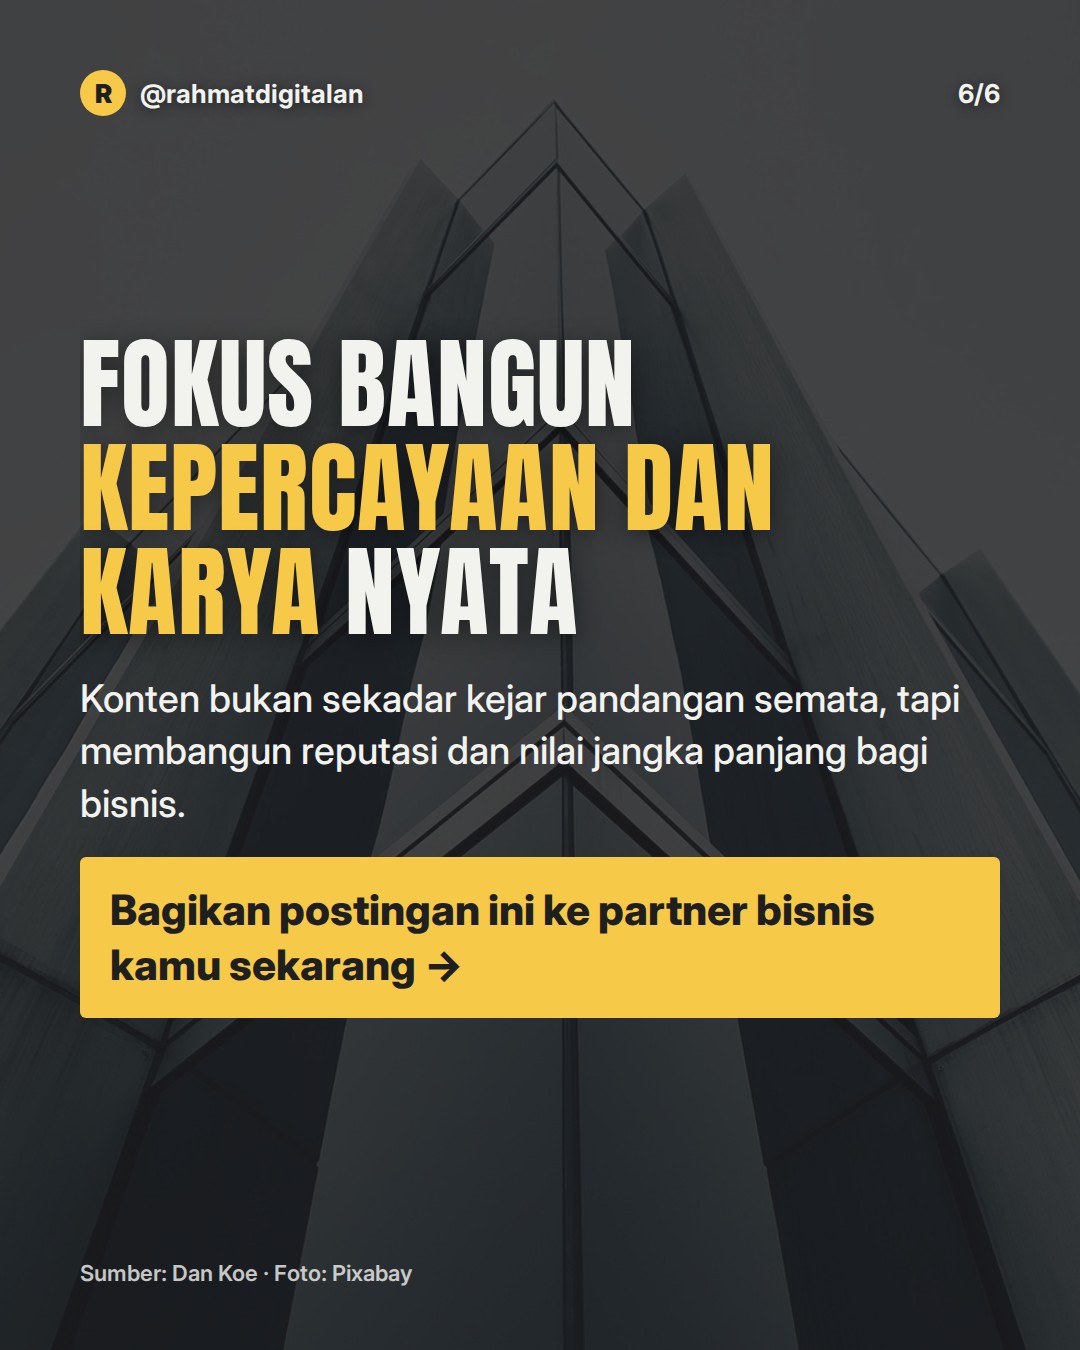 R @rahmatdigitalan 6/6
FOKUS BANGUN
KEPERCAYAAN DAN
KARYA NYATA
Konten bukan sekadar kejar pandangan semata, tapi
membangun reputasi dan nilai jangka panjang bagi
bisnis.
Bagikan postingan ini ke partner bisnis
kamu sekarang →
Sumber: Dan Koe · Foto: Pixabay